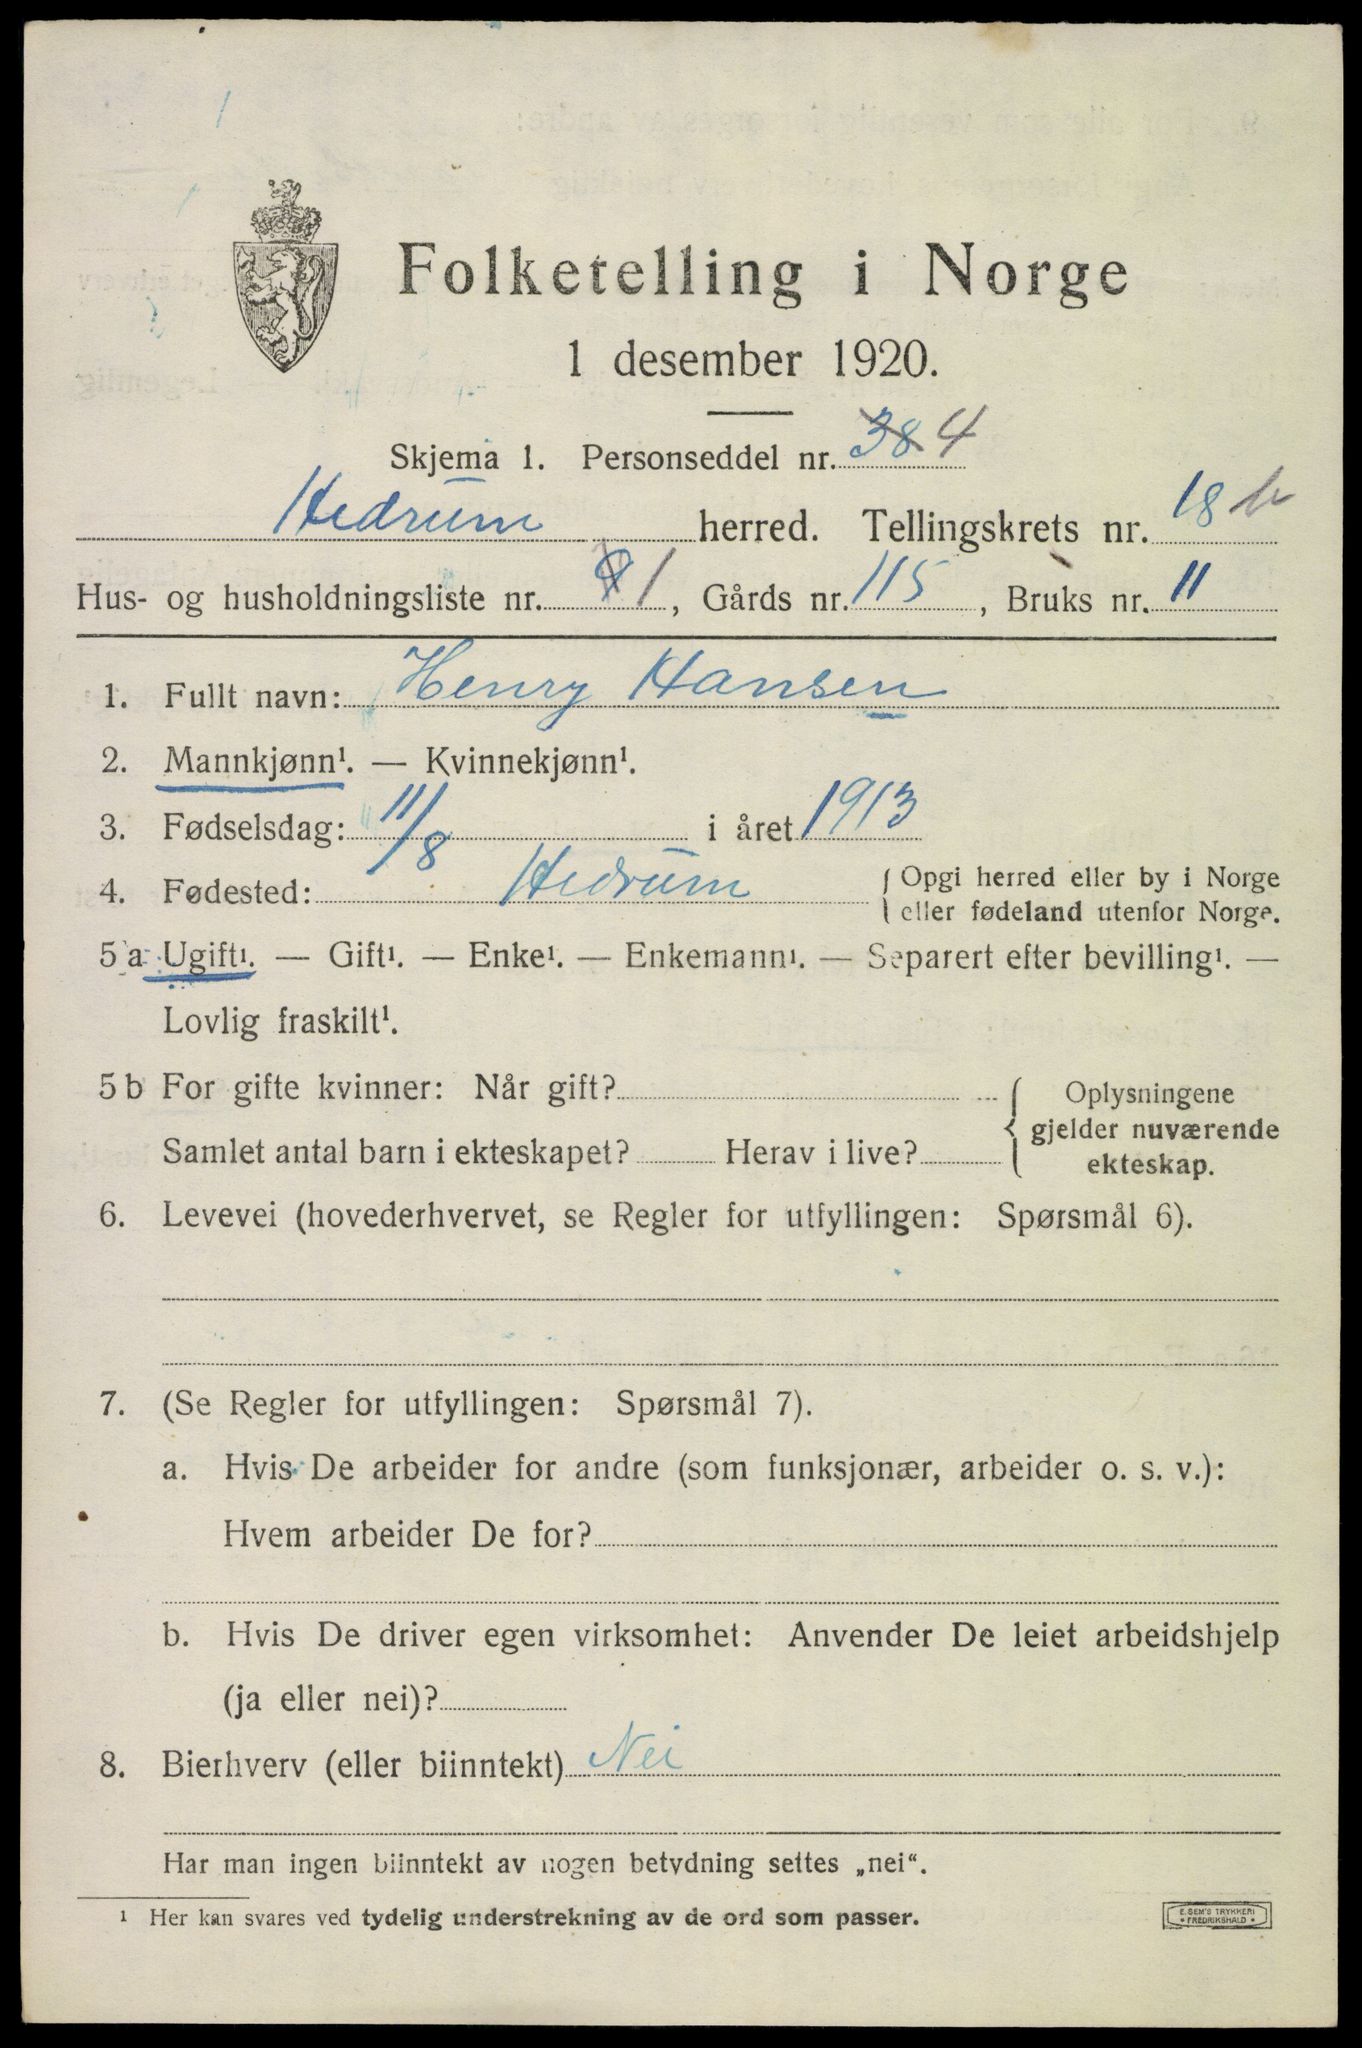 Folketelling i Norge
1 desember 1920.
Skjema 1. Personseddel nr. 38 4
Hedrum herred. Tellingskrets nr. 18 b
Hus- og husholdningsliste nr. 1, Gårds nr. 115, Bruks nr. 11
1. Fullt navn: Henry Hansen
2. Mannkjønn¹. — Kvinnekjønn¹.
3. Fødselsdag: 11/8 i året 1913
4. Fødested: Hedrum { Opgi herred eller by i Norge
eller fødeland utenfor Norge.
5 a Ugift¹. — Gift¹. — Enke¹. — Enkemann¹. — Separert efter bevilling¹. —
Lovlig fraskilt¹.
5 b For gifte kvinner: Når gift?
Samlet antal barn i ekteskapet? Herav i live?
{ Oplysningene
gjelder nuværende
ekteskap.
6. Levevei (hovederhvervet, se Regler for utfyllingen: Spørsmål 6).
7. (Se Regler for utfyllingen: Spørsmål 7).
a. Hvis De arbeider for andre (som funksjonær, arbeider o. s. v.):
Hvem arbeider De for?
b. Hvis De driver egen virksomhet: Anvender De leiet arbeidshjelp
(ja eller nei)?
8. Bierhverv (eller biinntekt) Nei
Har man ingen biinntekt av nogen betydning settes „nei“.
¹ Her kan svares ved tydelig understrekning av de ord som passer.
E. SEM'S TRYKKERI
• FREDRIKSHALD •